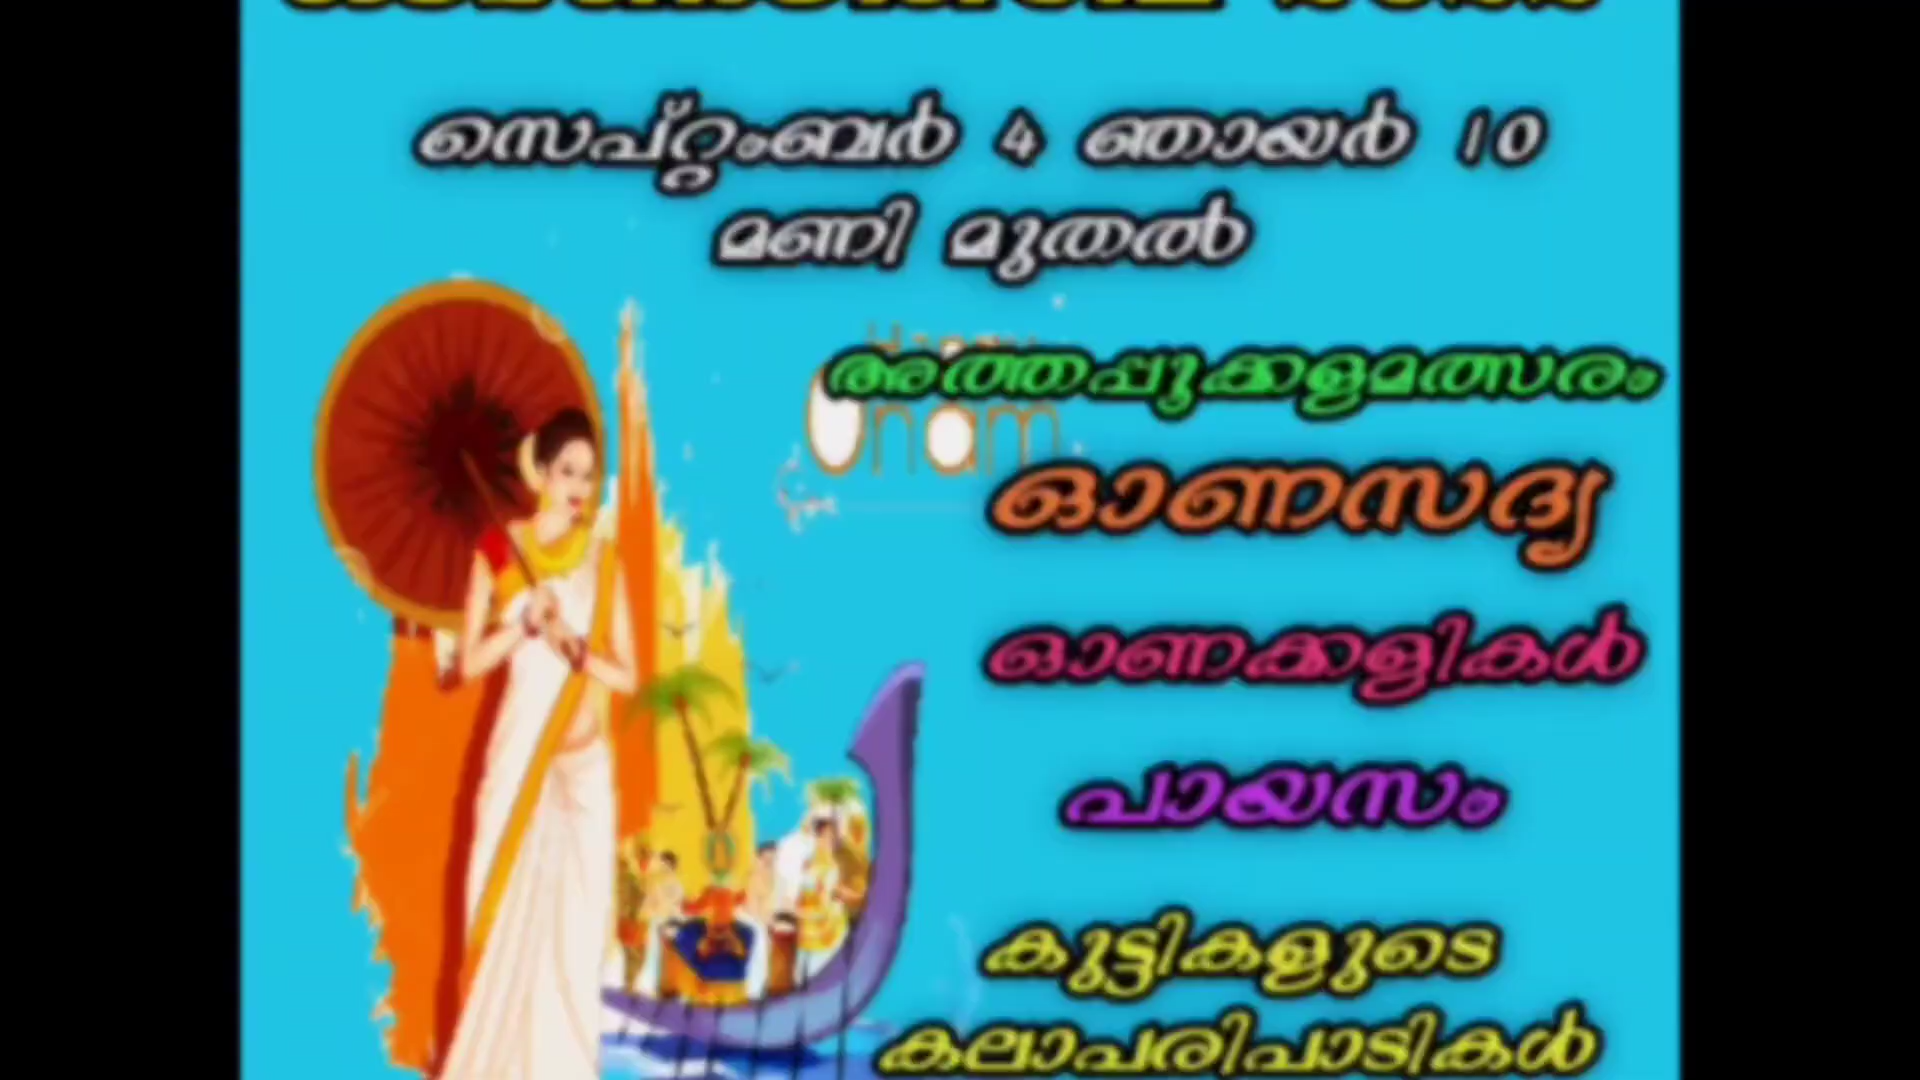 സെപ്റ്റംബർ 4 ഞായർ 10
മണി മുതൽ
അത്തപ്പൂക്കളമത്സരം
Onam
ഓണസദ്യ
ഓണക്കളികൾ
പായസം
കുട്ടികളുടെ
കലാപരിപാടികൾ